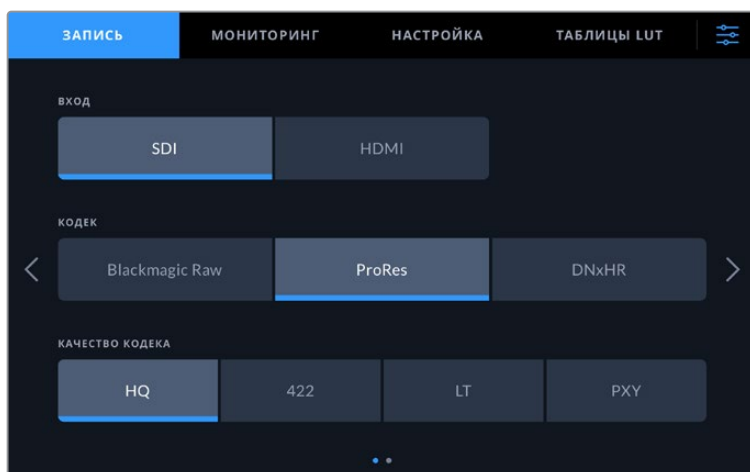 ЗАПИСЬ МОНИТОРИНГ НАСТРОЙКА ТАБЛИЦЫ LUT
ВХОД
SDI HDMI
КОДЕК
Blackmagic Raw ProRes DNxHR
КАЧЕСТВО КОДЕКА
HQ 422 LT PXY